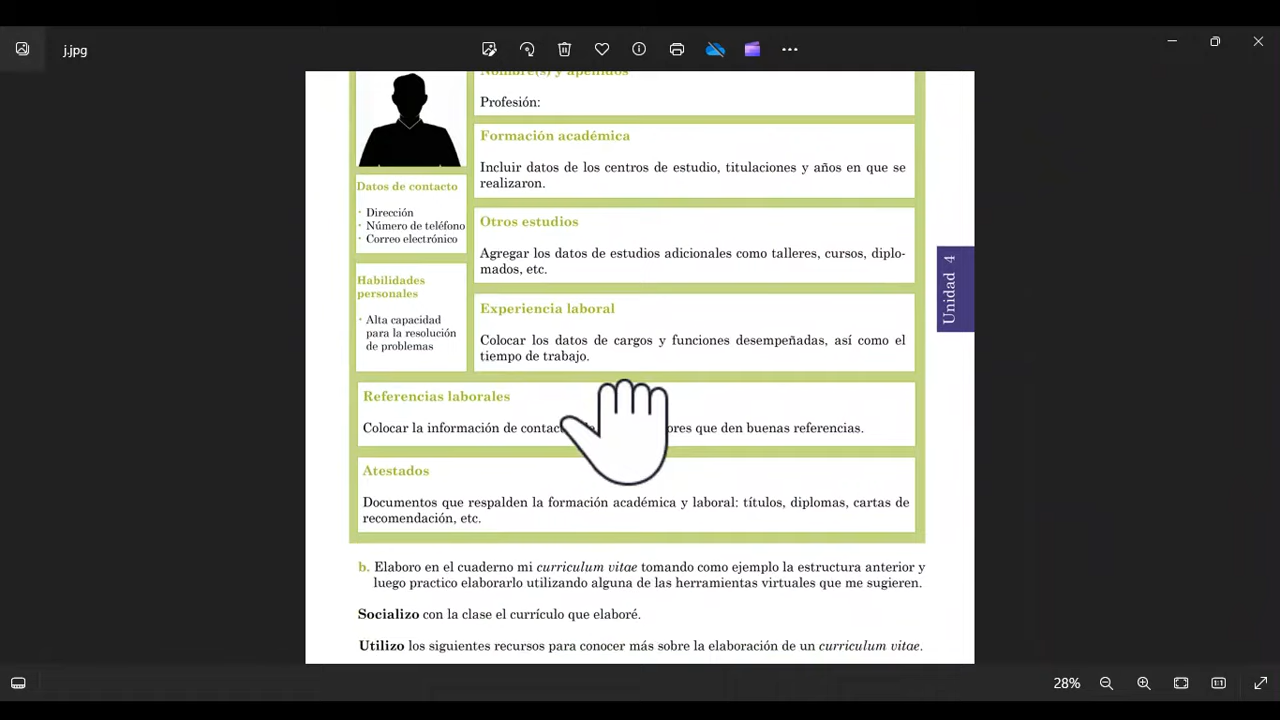 j.jpg
Nombre(s) y apellidos
Profesión:
Formación académica
Incluir datos de los centros de estudio, titulaciones y años en que se
realizaron.
Datos de contacto
· Dirección
· Número de teléfono
· Correo electrónico
Otros estudios
Agregar los datos de estudios adicionales como talleres, cursos, diplo-
mados, etc.
Habilidades
personales
· Alta capacidad
para la resolución
de problemas
Experiencia laboral
Colocar los datos de cargos y funciones desempeñadas, así como el
tiempo de trabajo.
Unidad 4
Referencias laborales
Colocar la información de ores que den buenas referencias.
Atestados
Documentos que respalden la formación académica y laboral: títulos, diplomas, cartas de
recomendación, etc.
b. Elaboro en el cuaderno mi curriculum vitae tomando como ejemplo la estructura anterior y
luego practico elaborarlo utilizando alguna de las herramientas virtuales que me sugieren.
Socializo con la clase el currículo que elaboré.
Utilizo los siguientes recursos para conocer más sobre la elaboración de un curriculum vitae.
28%